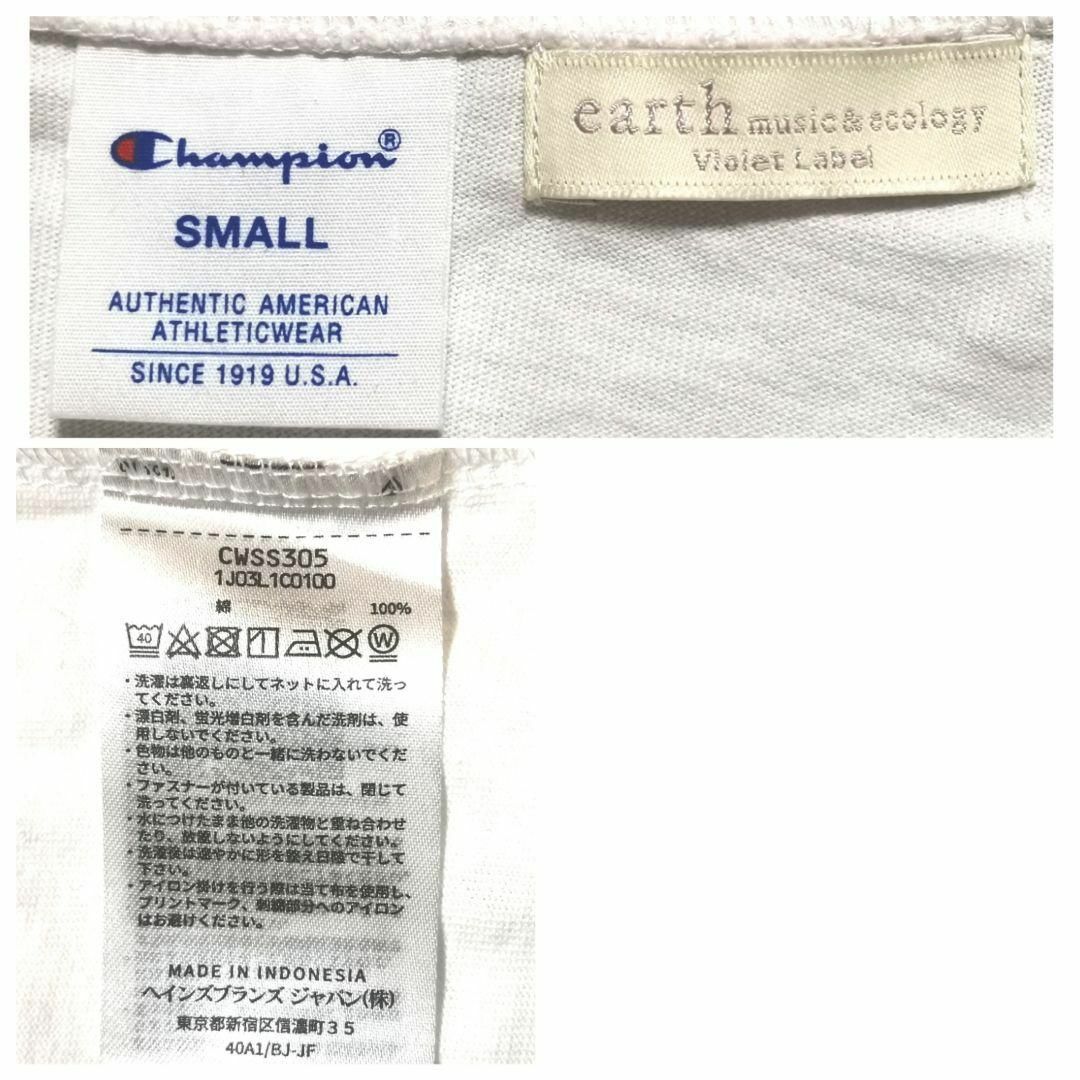 Champion®
SMALL
AUTHENTIC AMERICAN
ATHLETICWEAR
SINCE 1919 U.S.A.
earth music&ecology
Violet Label
CWSS305
1J03L1C0100
綿 100%
40
W
・洗濯は裏返しにしてネットに入れて洗っ
てください。
・漂白剤、蛍光増白剤を含んだ洗剤は、使
用しないでください。
・色物は他のものと一緒に洗わないでくだ
さい。
・ファスナーが付いている製品は、閉じて
洗ってください。
・水につけたまま他の洗濯物と重ね合わせ
たり、放置しないようにしてください。
・洗濯後は速やかに形を整え日陰で干して
下さい。
・アイロン掛けを行う際は当て布を使用し、
プリントマーク、刺繍部分へのアイロン
はお避けください。
MADE IN INDONESIA
ヘインズブランズ ジャパン(株)
東京都新宿区信濃町35
40A1/BJ-JF